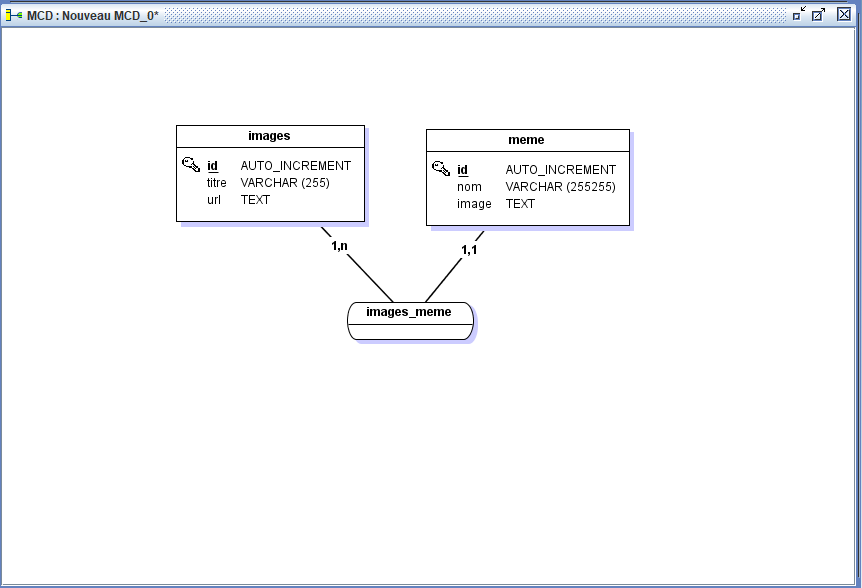 MCD : Nouveau MCD_0*
images
id AUTO_INCREMENT
titre VARCHAR (255)
url TEXT
meme
id AUTO_INCREMENT
nom VARCHAR (255255)
image TEXT
1,n
1,1
images_meme